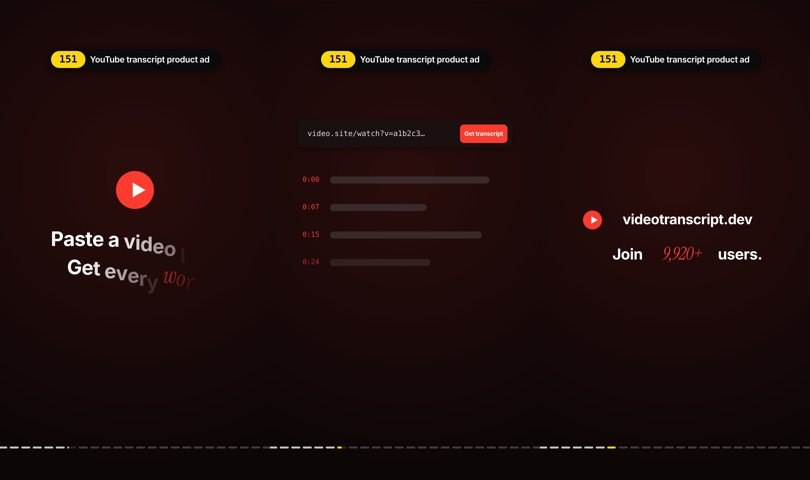 151 YouTube transcript product ad
Paste a video
Get every wor
151 YouTube transcript product ad
video.site/watch?v=a1b2c3… Get transcript
0:00
0:07
0:15
0:24
151 YouTube transcript product ad
videotranscript.dev
Join 9,920+ users.